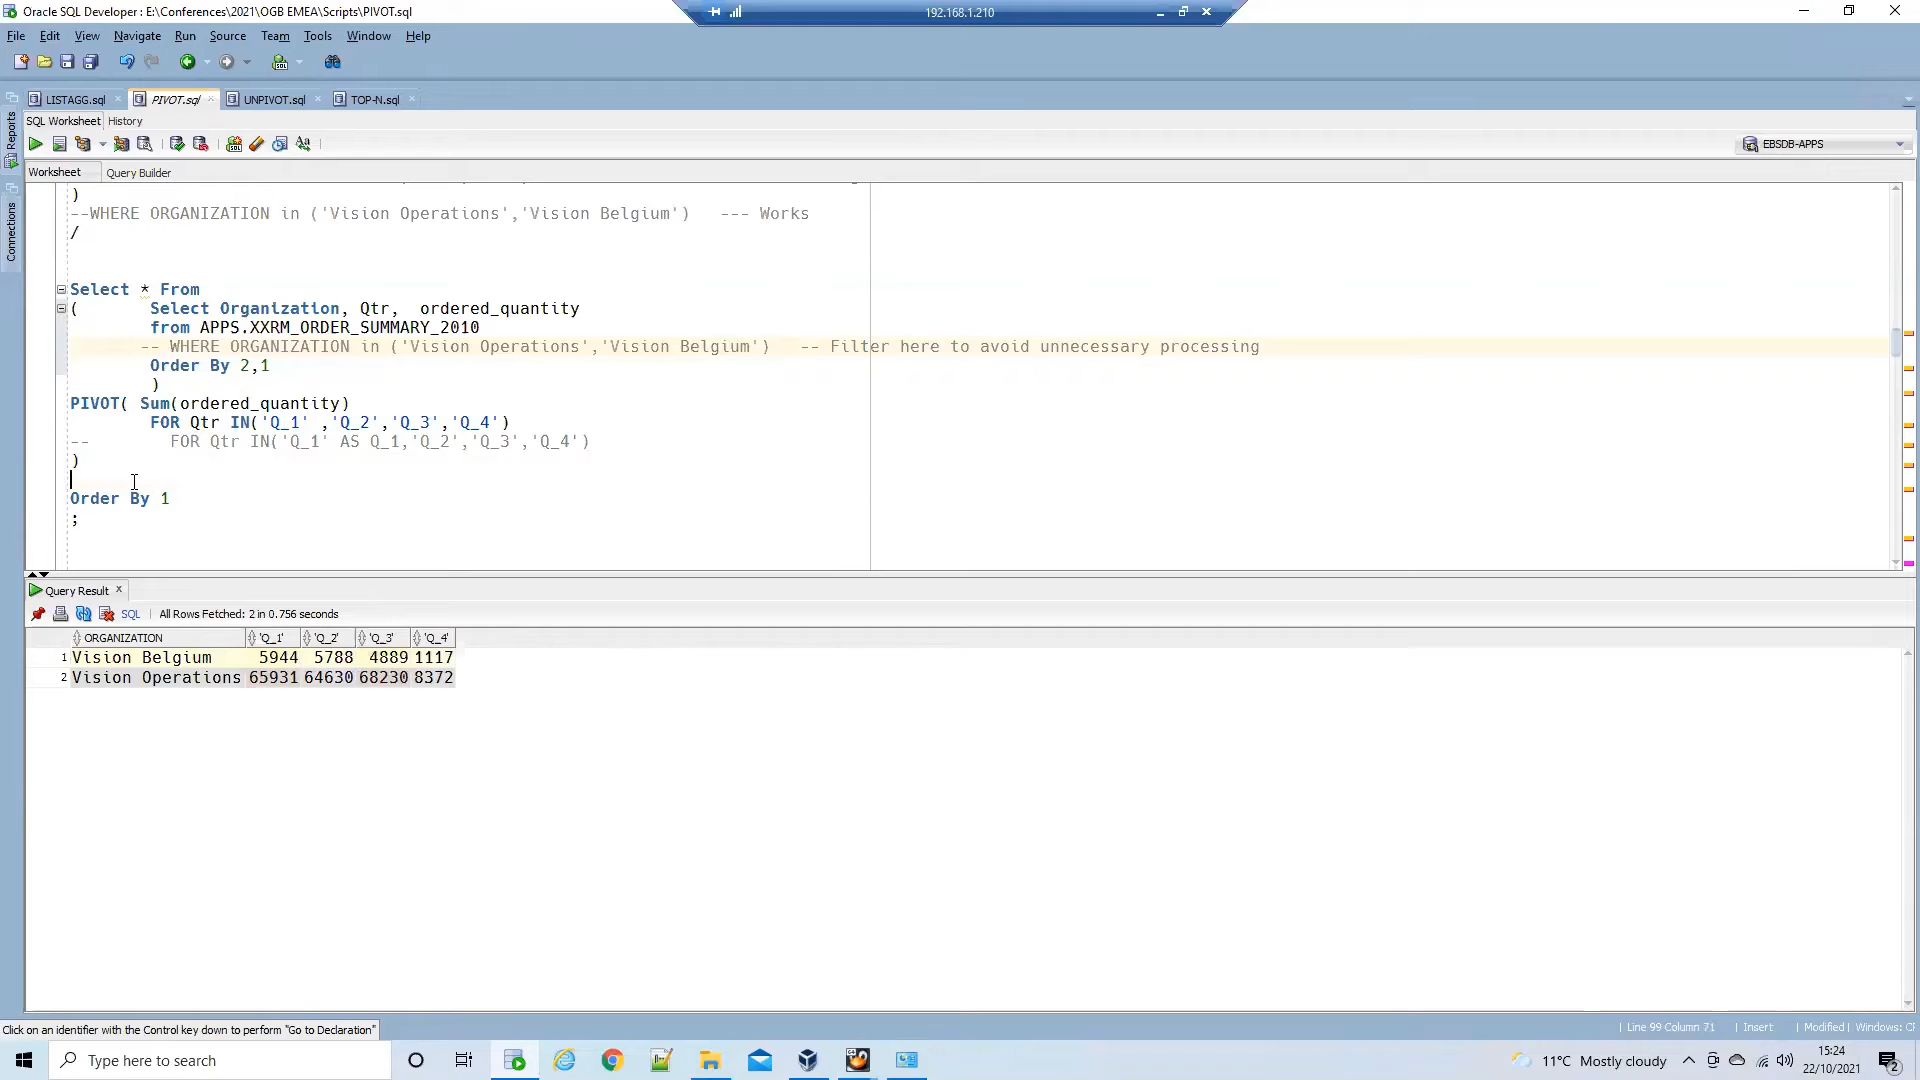 Oracle SQL Developer : E:\Conferences\2021\OGB EMEA\Scripts\PIVOT.sql
192.168.1.210
File Edit View Navigate Run Source Team Tools Window Help
LISTAGG.sql PIVOT.sql UNPIVOT.sql TOP-N.sql
SQL Worksheet History
EBSDB-APPS
Worksheet Query Builder
Reports
Connections
)
--WHERE ORGANIZATION in ('Vision Operations','Vision Belgium') --- Works
/
Select * From
( Select Organization, Qtr, ordered_quantity
from APPS.XXRM_ORDER_SUMMARY_2010
-- WHERE ORGANIZATION in ('Vision Operations','Vision Belgium') -- Filter here to avoid unnecessary processing
Order By 2,1
)
PIVOT( Sum(ordered_quantity)
FOR Qtr IN('Q_1' ,'Q_2','Q_3','Q_4')
-- FOR Qtr IN('Q_1' AS Q_1,'Q_2','Q_3','Q_4')
)
Order By 1
;
Query Result
SQL | All Rows Fetched: 2 in 0.756 seconds
ORGANIZATION 'Q_1' 'Q_2' 'Q_3' 'Q_4'
1 Vision Belgium 5944 5788 4889 1117
2 Vision Operations 65931 64630 68230 8372
Click on an identifier with the Control key down to perform "Go to Declaration"
Line 99 Column 71 | Insert | Modified | Windows:
Type here to search
11°C Mostly cloudy
15:24
22/10/2021
2